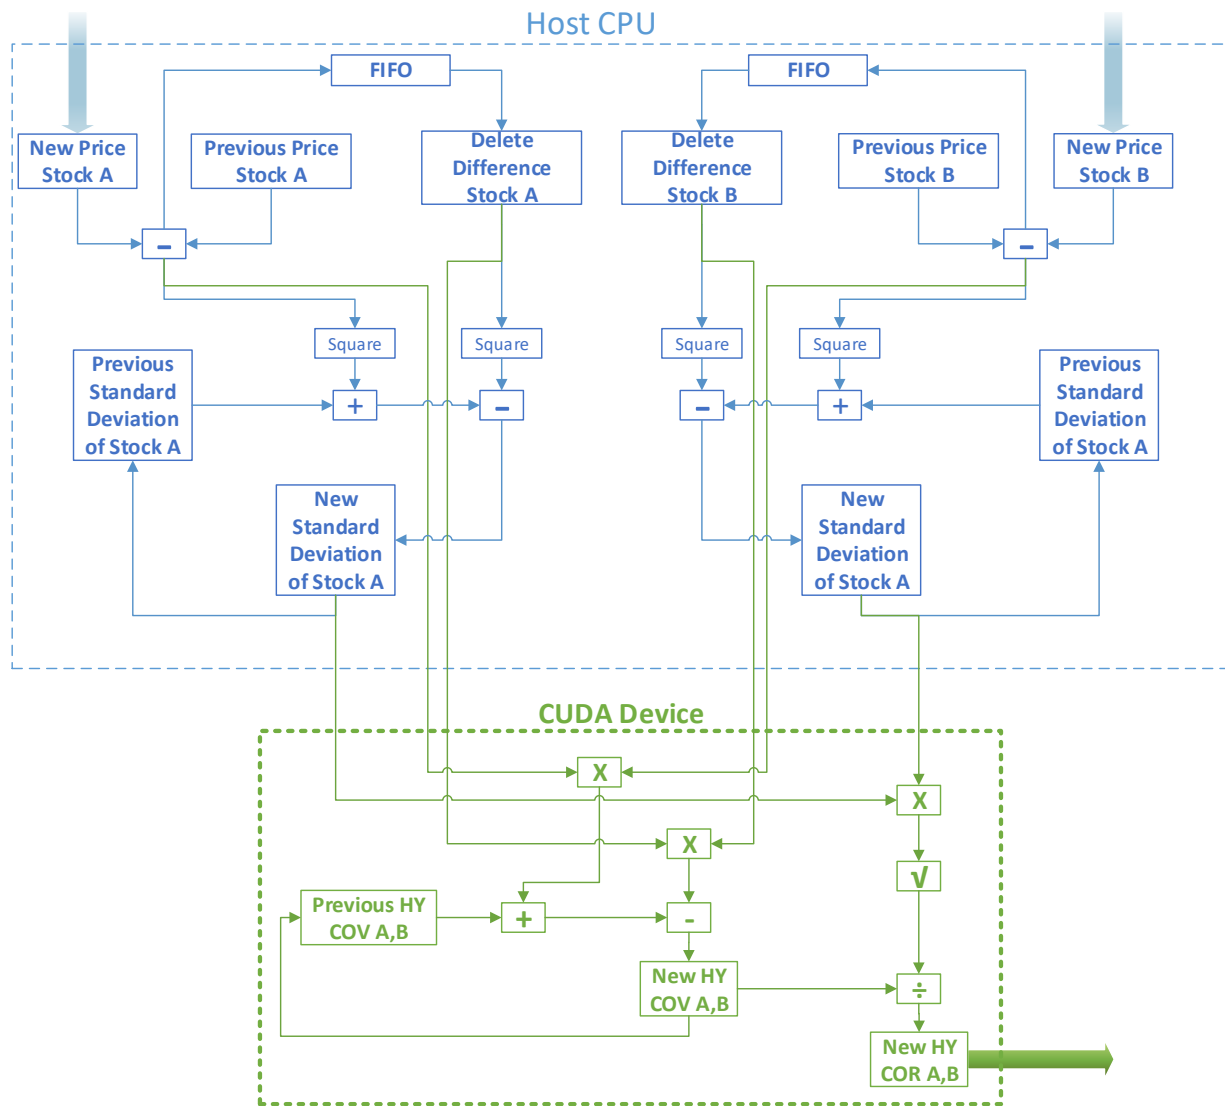 Host CPU
FIFO
FIFO
New Price
Stock A
Previous Price
Stock A
Delete
Difference
Stock A
Delete
Difference
Stock B
Previous Price
Stock B
New Price
Stock B
−
−
Square
Square
Square
Square
Previous
Standard
Deviation
of Stock A
+
−
−
+
Previous
Standard
Deviation
of Stock A
New
Standard
Deviation
of Stock A
New
Standard
Deviation
of Stock A
CUDA Device
X
X
X
√
Previous HY
COV A,B
+
-
New HY
COV A,B
÷
New HY
COR A,B